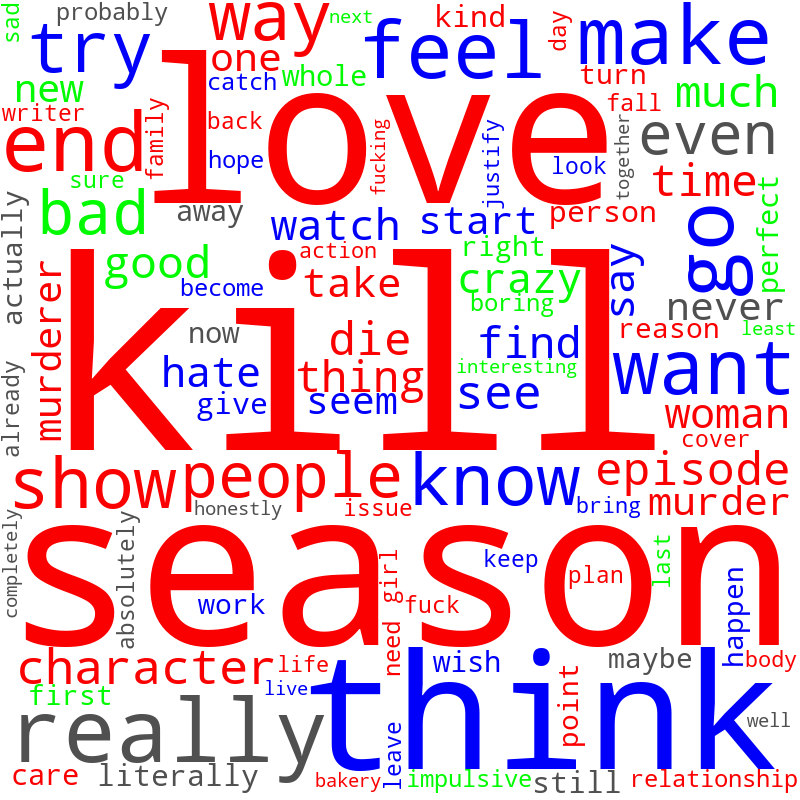 sad
probably
way
next
kind
day
make
try
one
feel
love
catch
whole
turn
new
much
writer
end
family
back
fucking
justify
fall
together
even
hope
look
sure
time
actually
bad
away
watch
start
person
go
perfect
good
action
right
say
murderer
become
take
crazy
boring
never
kill
now
die
find
reason
least
already
hate
thing
interesting
want
give
seem
see
woman
cover
show
people
know
episode
completely
honestly
issue
bring
murder
season
absolutely
need
girl
keep
plan
last
work
fuck
happen
character
life
wish
point
maybe
body
first
live
think
really
leave
well
care
literally
bakery
impulsive
still
relationship